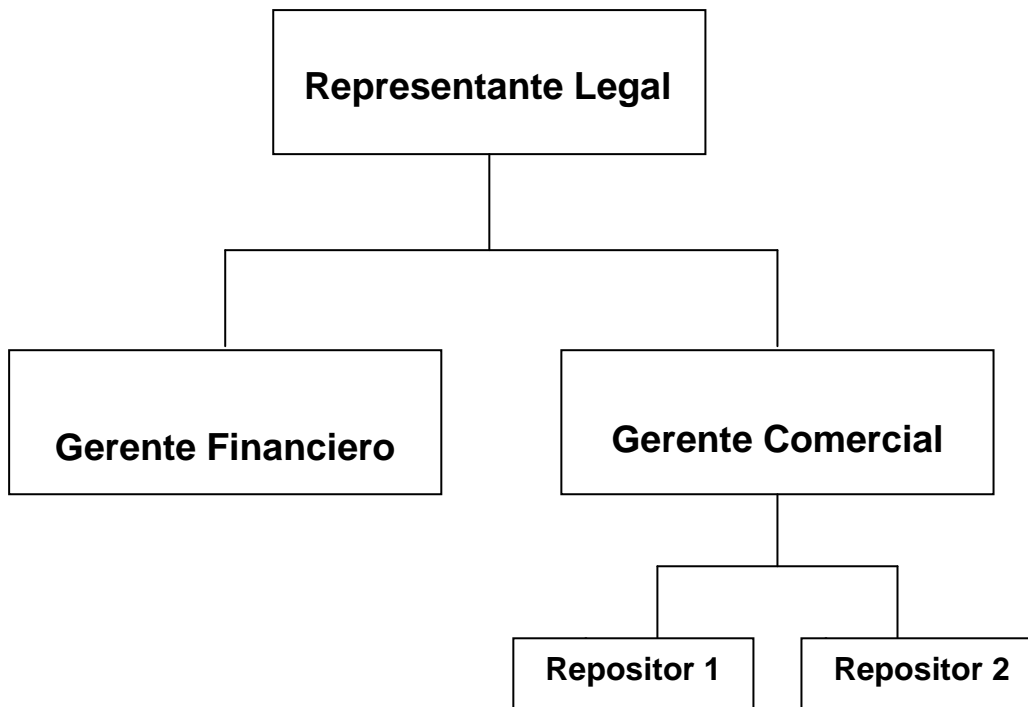 Representante Legal
Gerente Financiero
Gerente Comercial
Repositor 1
Repositor 2